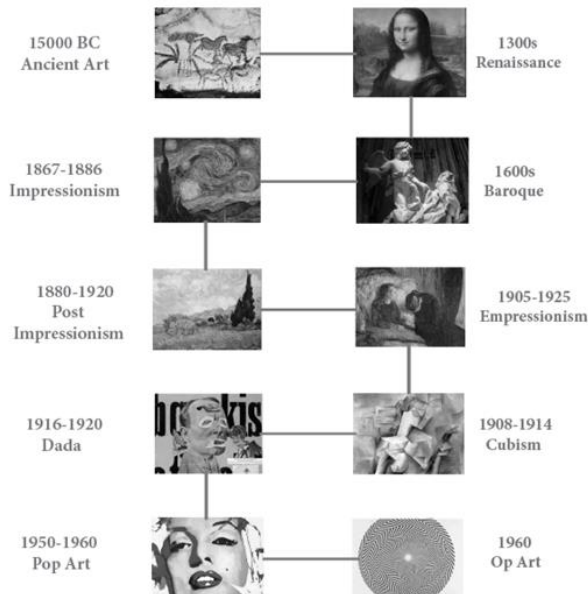 15000 BC
Ancient Art
1300s
Renaissance
1867-1886
Impressionism
1600s
Baroque
1880-1920
Post
Impressionism
1905-1925
Empressionism
1916-1920
Dada
1908-1914
Cubism
1950-1960
Pop Art
1960
Op Art